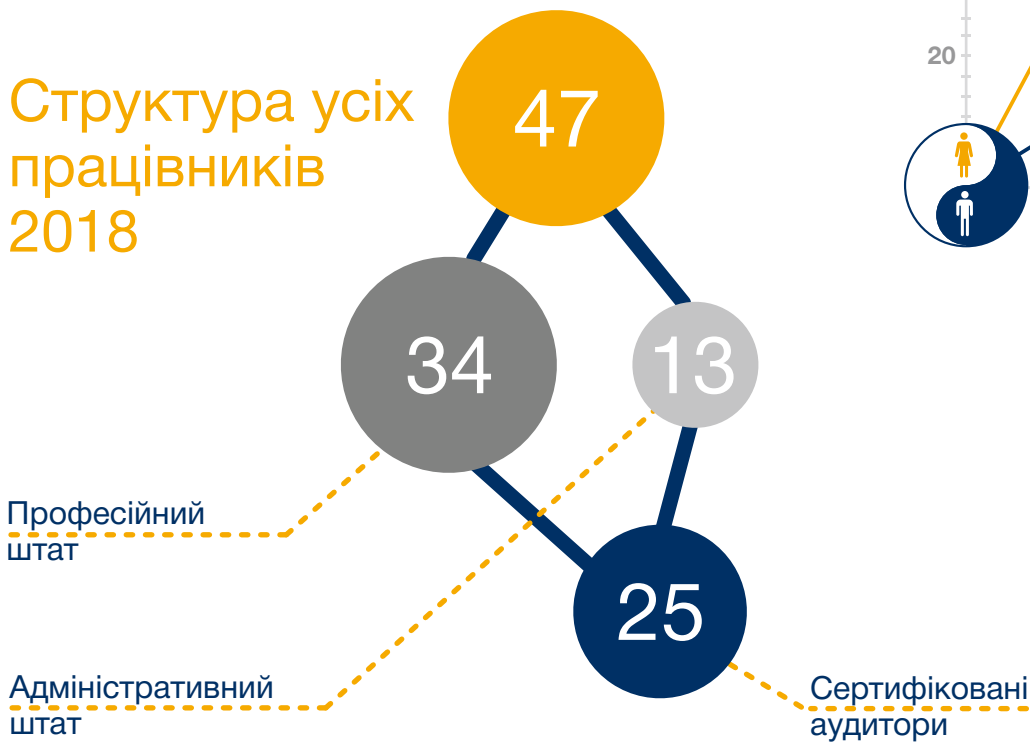 Структура усіх
працівників
2018
47
20
34
13
25
Професійний
штат
Адміністративний
штат
Сертифіковані
аудитори